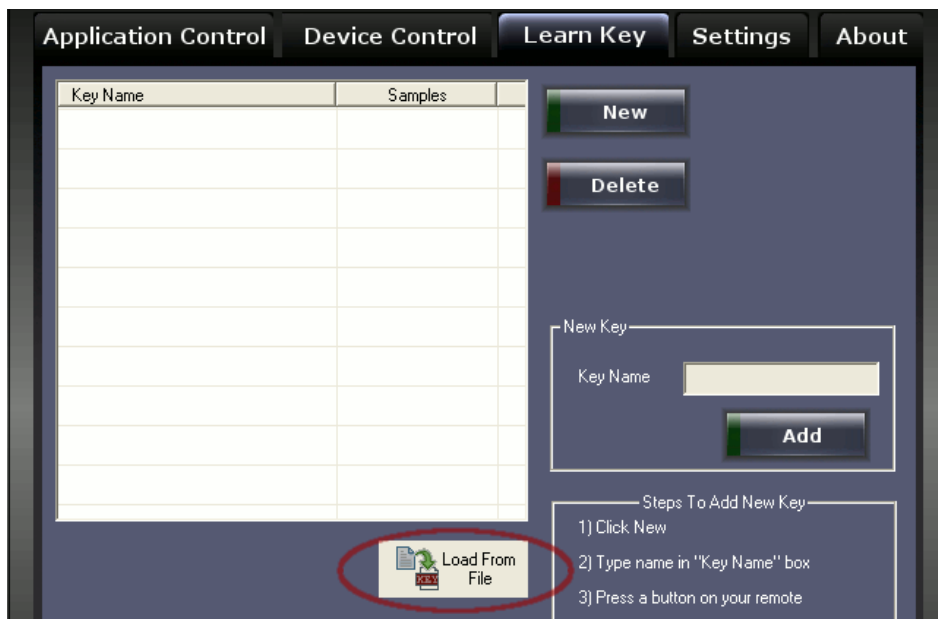 Application Control Device Control Learn Key Settings About
Key Name Samples
New
Delete
New Key
Key Name
Add
Steps To Add New Key
1) Click New
2) Type name in "Key Name" box
3) Press a button on your remote
Load From
File
KEY